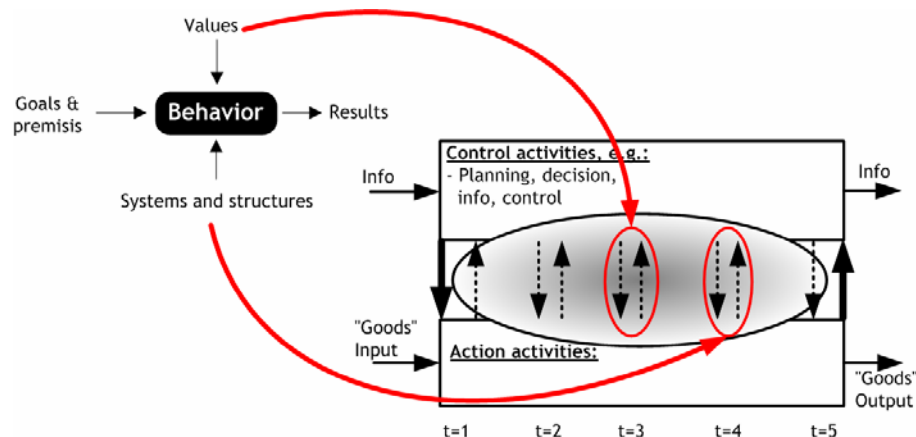 Values
Goals &
premisis
Behavior
Results
Systems and structures
Control activities, e.g.:
- Planning, decision,
info, control
Info
Info
"Goods"
Input
Action activities:
"Goods"
Output
t=1
t=2
t=3
t=4
t=5